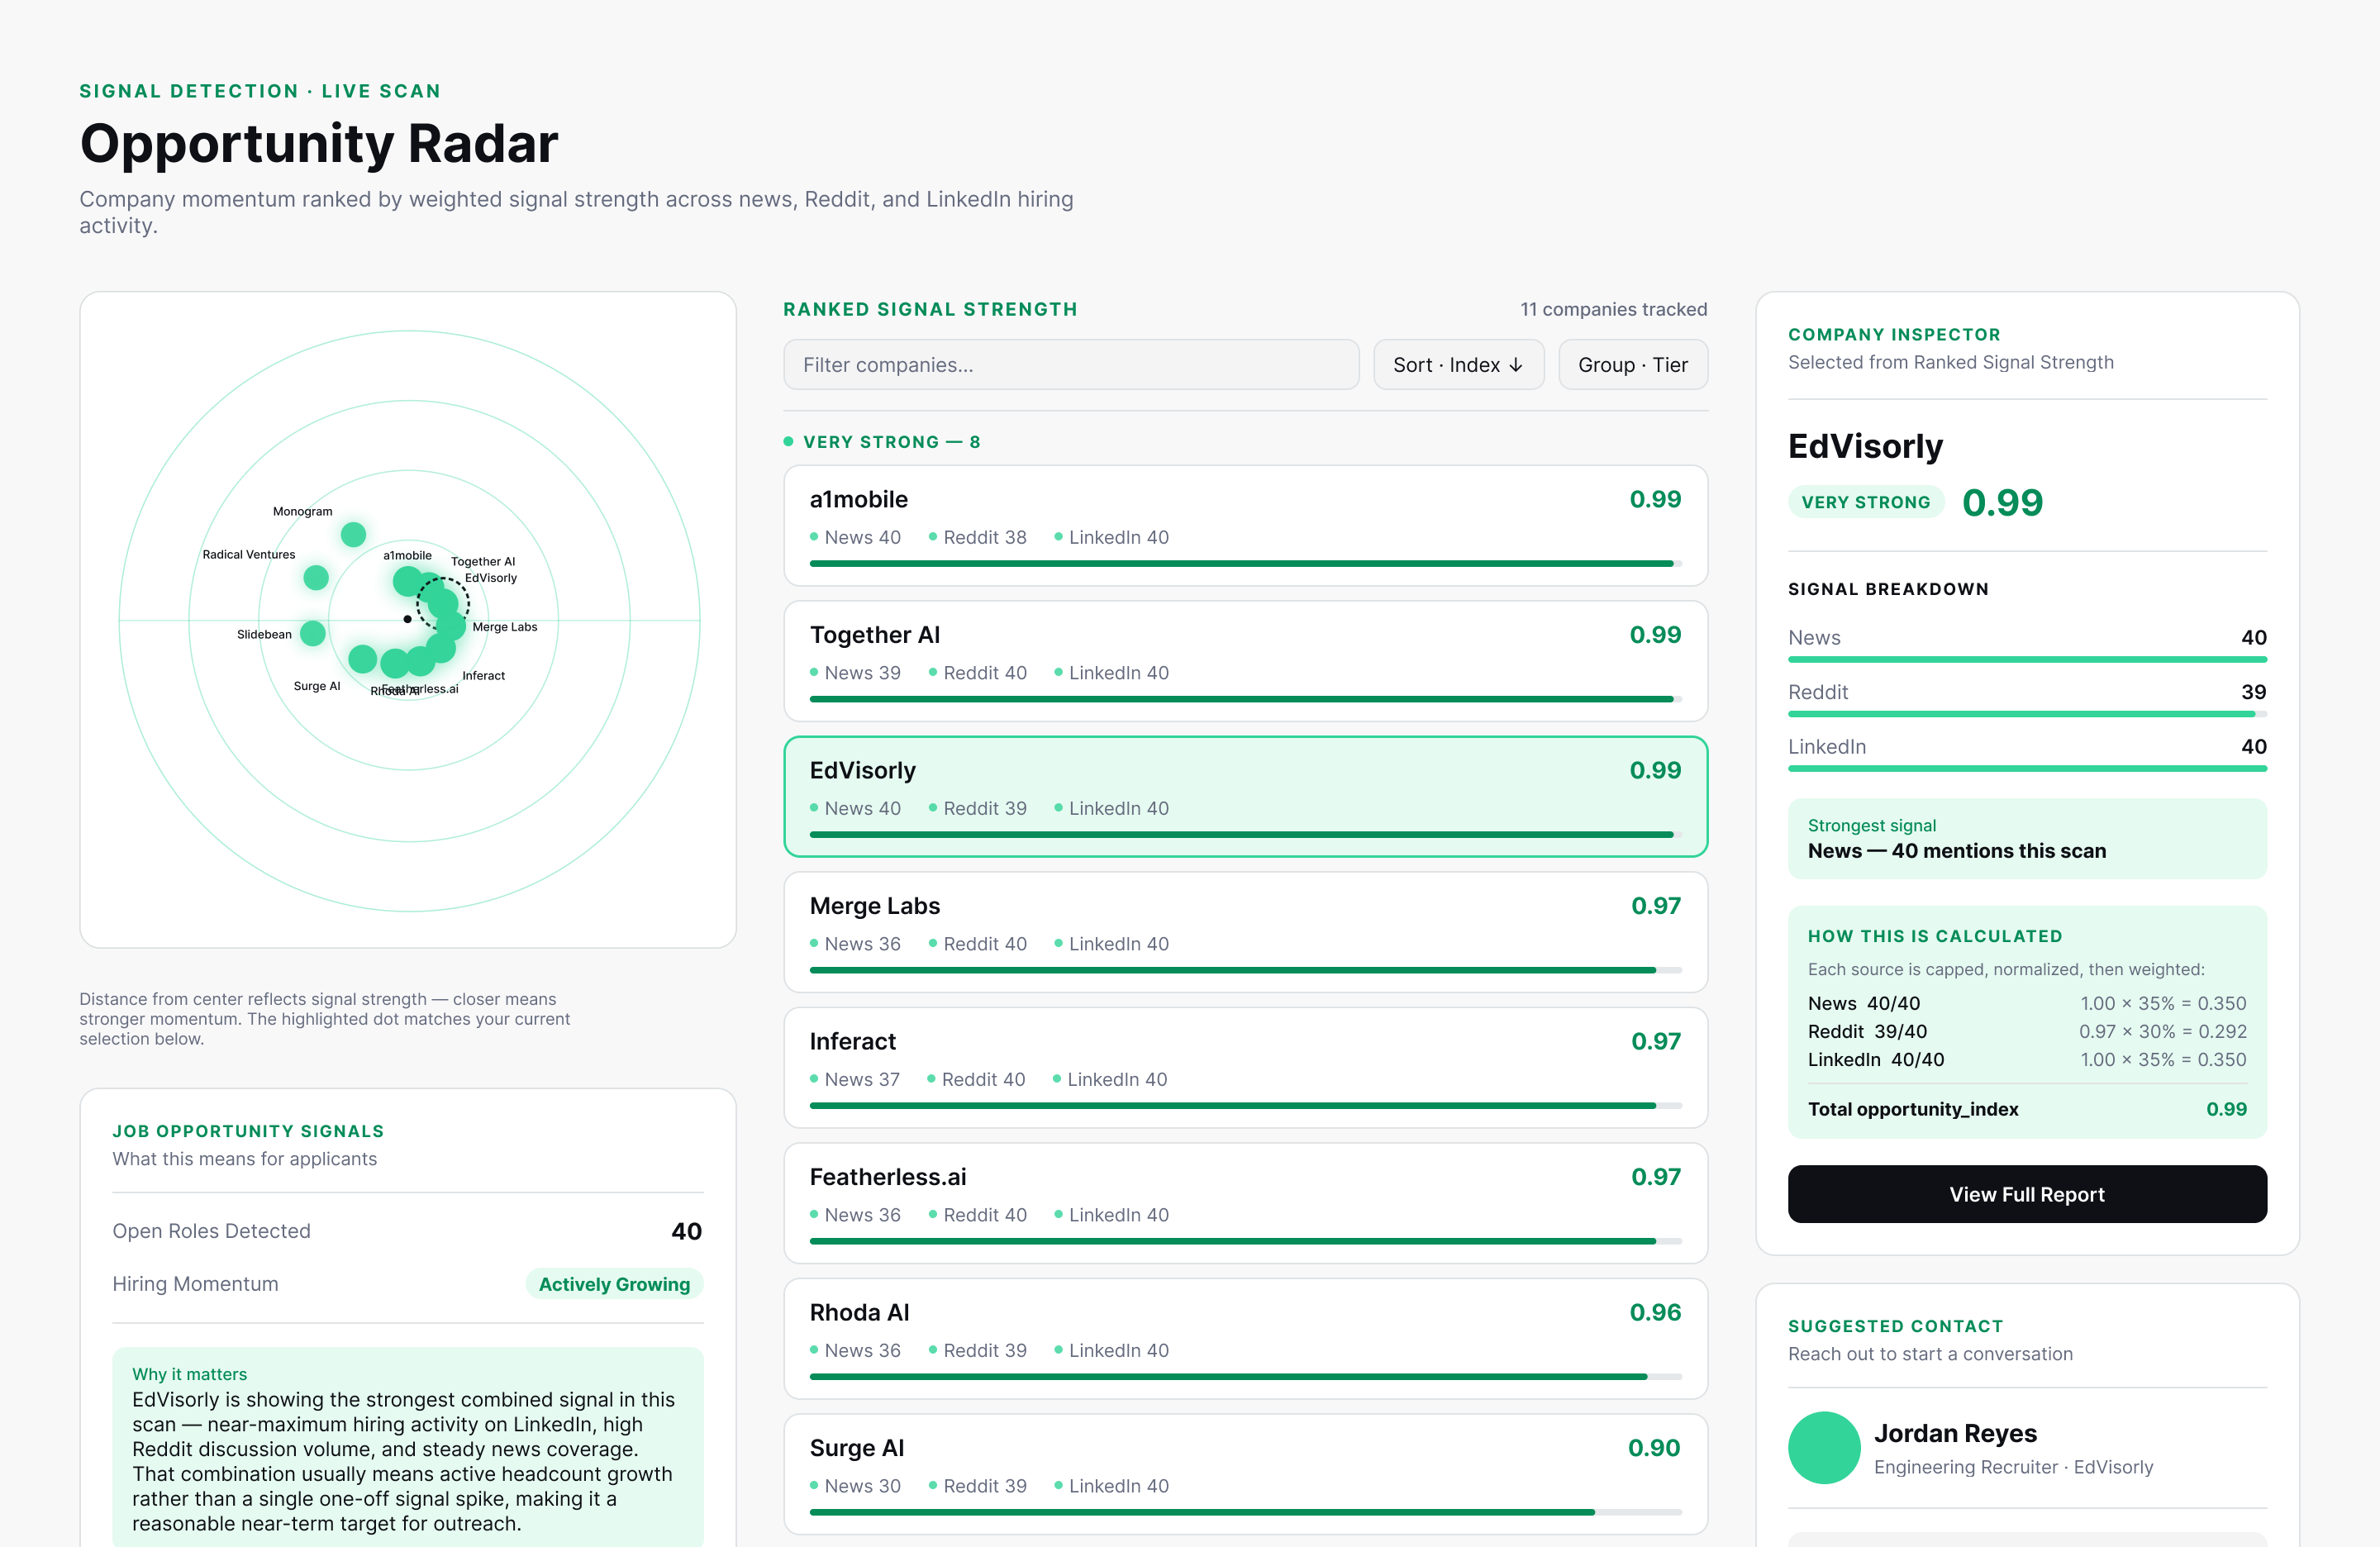 SIGNAL DETECTION · LIVE SCAN
Opportunity Radar
Company momentum ranked by weighted signal strength across news, Reddit, and LinkedIn hiring
activity.
Monogram
Radical Ventures
a1mobile
Together AI
EdVisorly
Merge Labs
Slidebean
Inferact
Surge AI
Rhoda AI
Featherless.ai
Distance from center reflects signal strength — closer means
stronger momentum. The highlighted dot matches your current
selection below.
JOB OPPORTUNITY SIGNALS
What this means for applicants
Open Roles Detected 40
Hiring Momentum Actively Growing
Why it matters
EdVisorly is showing the strongest combined signal in this
scan — near-maximum hiring activity on LinkedIn, high
Reddit discussion volume, and steady news coverage.
That combination usually means active headcount growth
rather than a single one-off signal spike, making it a
reasonable near-term target for outreach.
RANKED SIGNAL STRENGTH 11 companies tracked
Filter companies... Sort · Index ↓ Group · Tier
VERY STRONG — 8
a1mobile 0.99
News 40 Reddit 38 LinkedIn 40
Together AI 0.99
News 39 Reddit 40 LinkedIn 40
EdVisorly 0.99
News 40 Reddit 39 LinkedIn 40
Merge Labs 0.97
News 36 Reddit 40 LinkedIn 40
Inferact 0.97
News 37 Reddit 40 LinkedIn 40
Featherless.ai 0.97
News 36 Reddit 40 LinkedIn 40
Rhoda AI 0.96
News 36 Reddit 39 LinkedIn 40
Surge AI 0.90
News 30 Reddit 39 LinkedIn 40
COMPANY INSPECTOR
Selected from Ranked Signal Strength
EdVisorly
VERY STRONG 0.99
SIGNAL BREAKDOWN
News 40
Reddit 39
LinkedIn 40
Strongest signal
News — 40 mentions this scan
HOW THIS IS CALCULATED
Each source is capped, normalized, then weighted:
News 40/40 1.00 × 35% = 0.350
Reddit 39/40 0.97 × 30% = 0.292
LinkedIn 40/40 1.00 × 35% = 0.350
Total opportunity_index 0.99
View Full Report
SUGGESTED CONTACT
Reach out to start a conversation
Jordan Reyes
Engineering Recruiter · EdVisorly